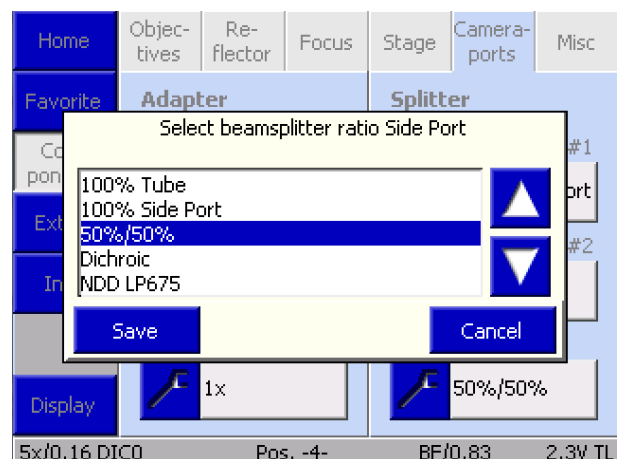 Home
Objec-
tives
Re-
flector
Focus
Stage
Camera-
ports
Misc
Favorite
Adapter
Splitter
Select beamsplitter ratio Side Port
#1
100% Tube
100% Side Port
50%/50%
Dichroic
NDD LP675
#2
Save
Cancel
Display
1x
50%/50%
5x/0.16 DIC0
Pos. -4-
BF/0.83
2.3V TL